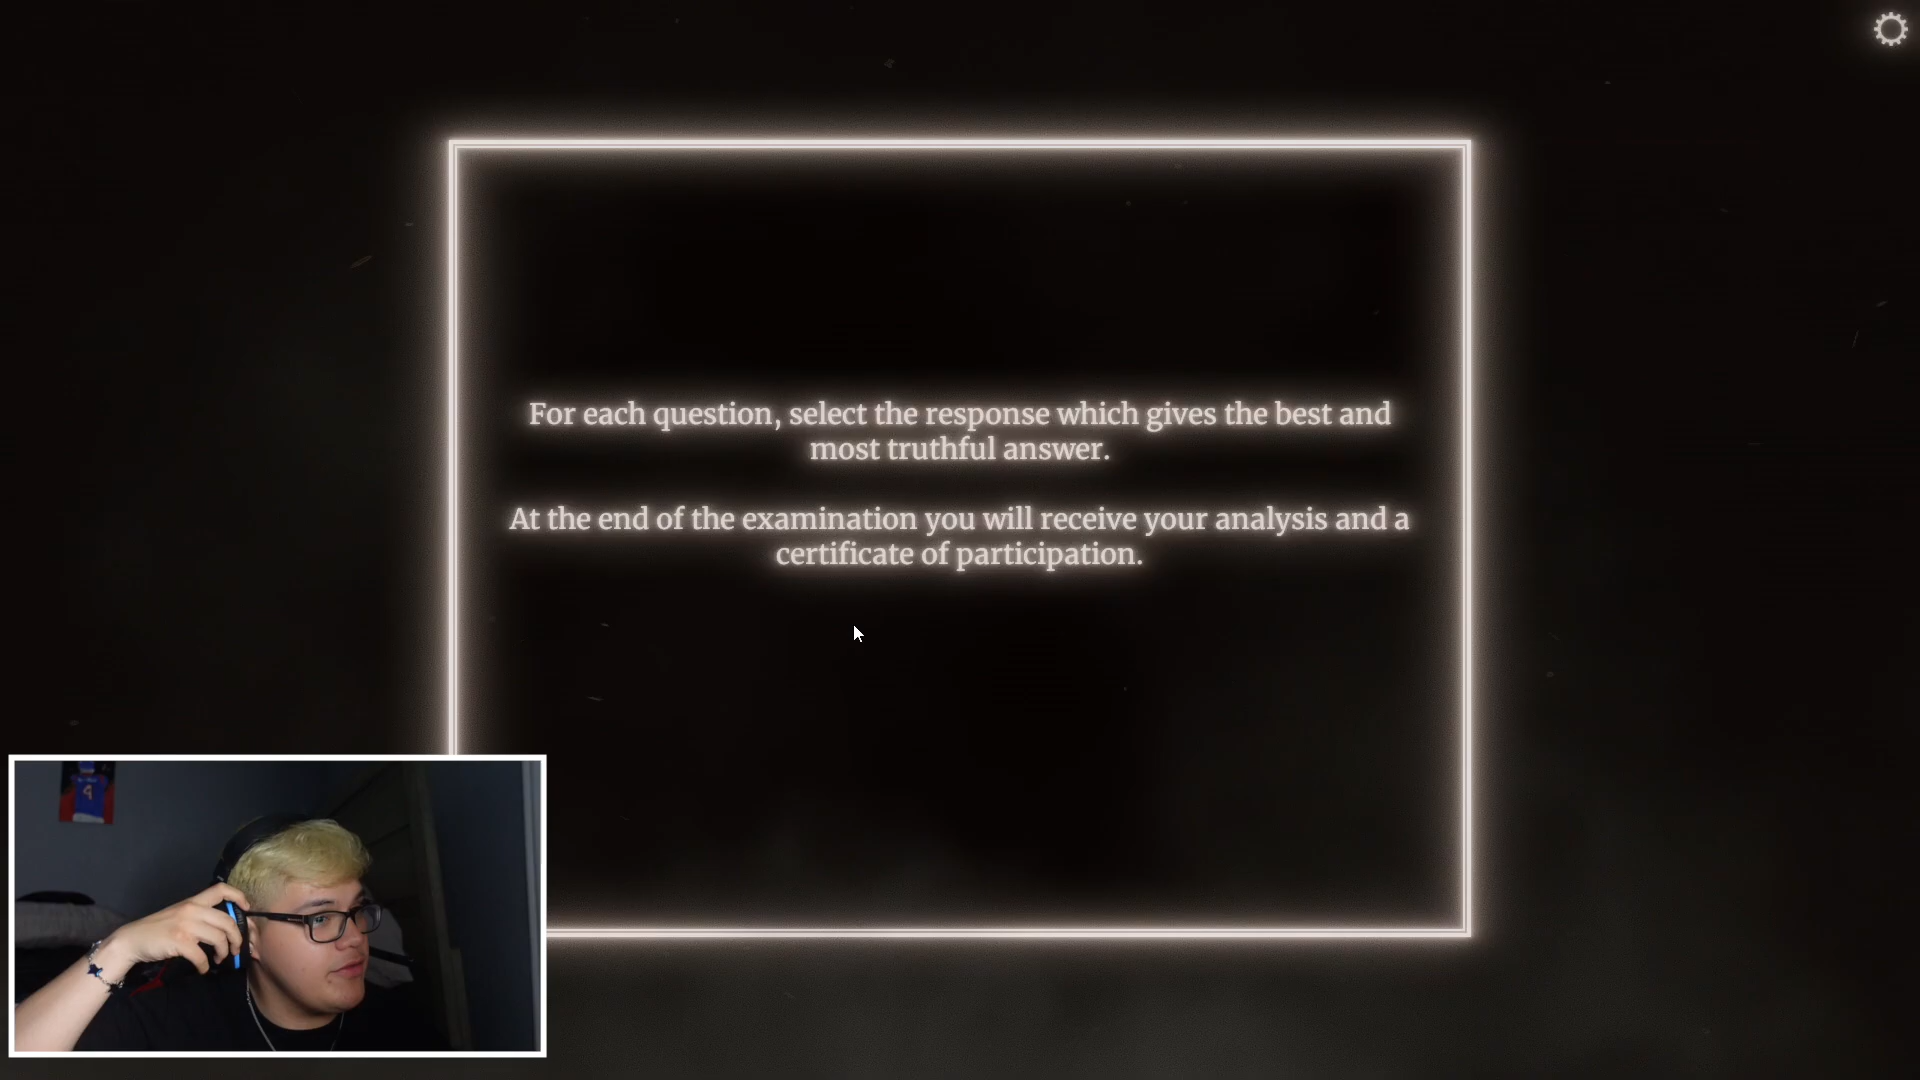 For each question, select the response which gives the best and
most truthful answer.
At the end of the examination you will receive your analysis and a
certificate of participation.
9